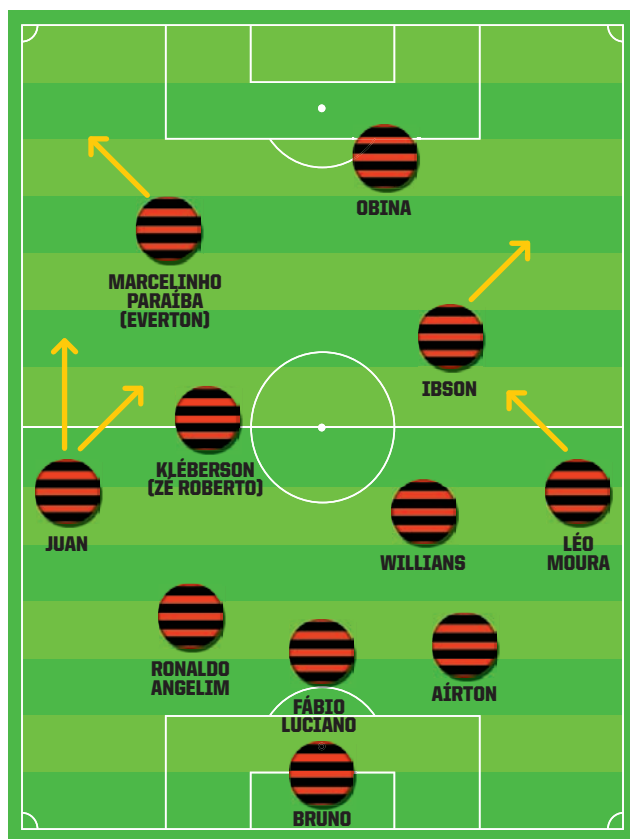 OBINA
MARCELINHO
PARAÍBA
(EVERTON)
IBSON
KLÉBERSON
(ZÉ ROBERTO)
JUAN
WILLIANS
LÉO
MOURA
RONALDO
ANGELIM
FÁBIO
LUCIANO
AÍRTON
BRUNO